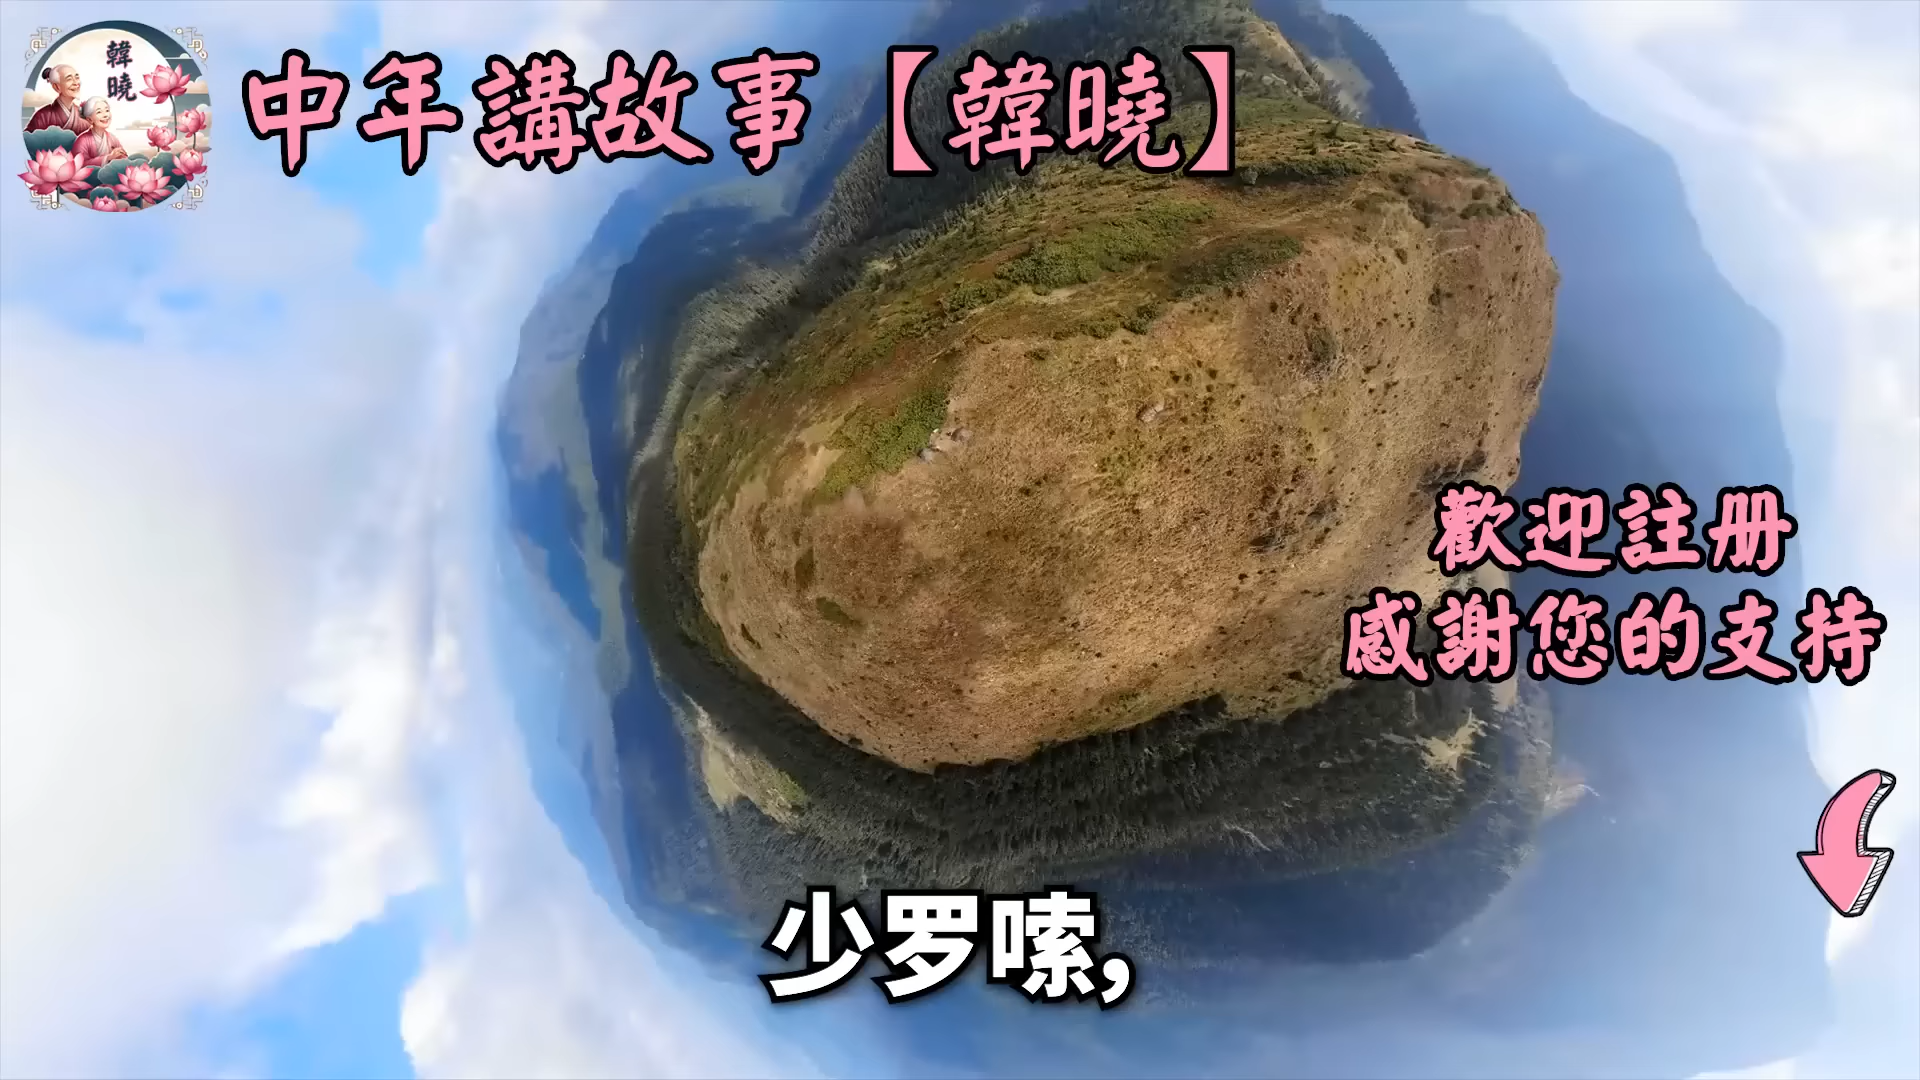 韓
曉
中年講故事【韓曉】
歡迎註册
感謝您的支持
少罗嗦,